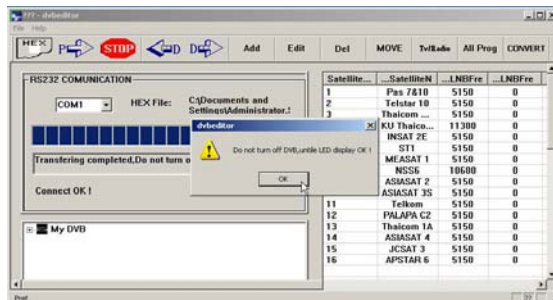 ??? - dvbeditor
File Help
HEX P STOP D D Add Edit Del MOVE Tv/Radio All Prog CONVERT
RS232 COMUNICATION
COM1 HEX File: C:\Documents and
Settings\Administrator.
Transfering completed,Do not turn o
Connect OK !
My DVB
dvbeditor
Do not turn off DVB,untile LED display OK !
OK
Satellite... ...SatelliteN ...LNBFre ...LNBFre
1 Pas 7&10 5150 0
2 Telstar 10 5150 0
3 Thaicom ... 5150 0
KU Thaico... 11300 0
INSAT 2E 5150 0
ST1 5150 0
MEASAT 1 5150 0
NSS6 10600 0
ASIASAT 2 5150 0
ASIASAT 3S 5150 0
11 Telkom 5150 0
12 PALAPA C2 5150 0
13 Thaicom 1A 5150 0
14 ASIASAT 4 5150 0
15 JCSAT 3 5150 0
16 APSTAR 6 5150 0